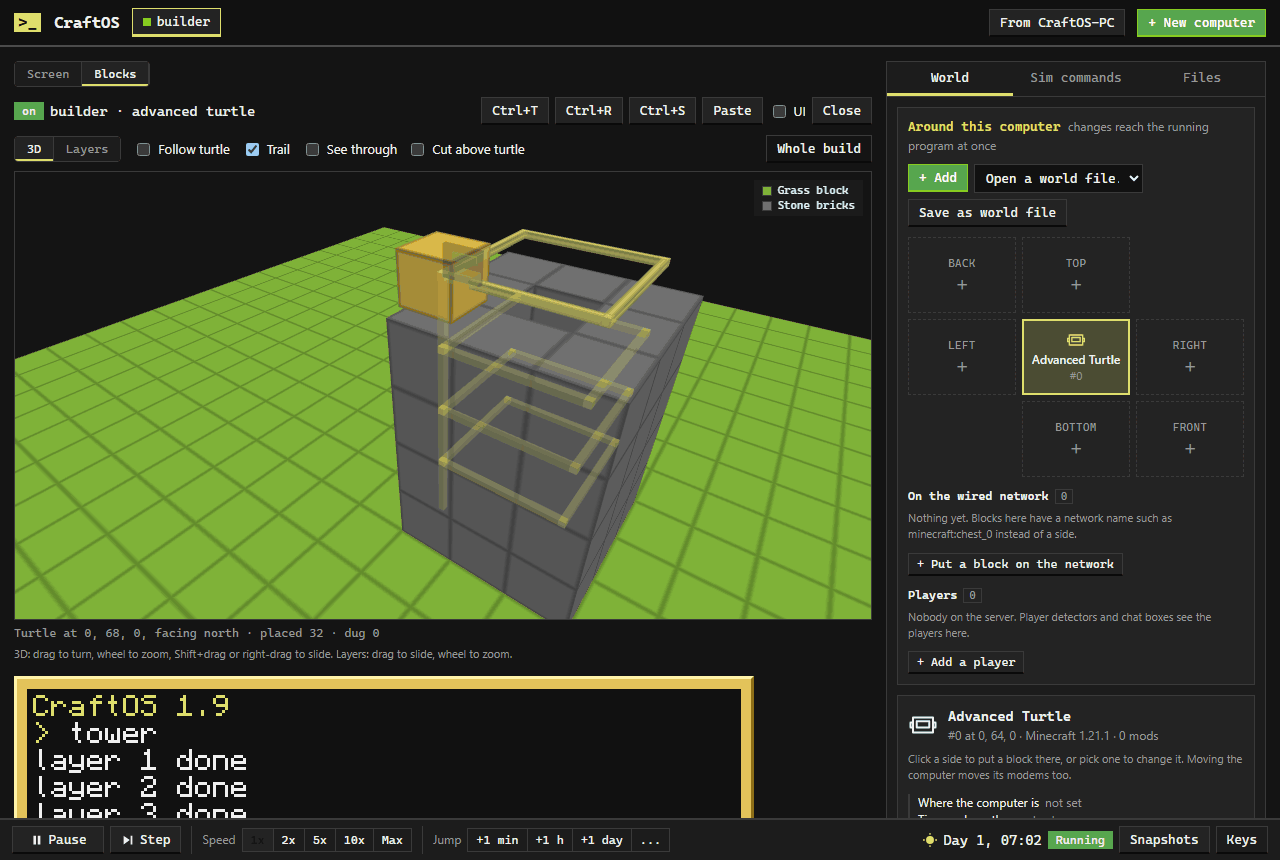 >_ CraftOS builder From CraftOS-PC + New computer
Screen Blocks
on builder · advanced turtle Ctrl+T Ctrl+R Ctrl+S Paste UI Close
3D Layers Follow turtle Trail See through Cut above turtle Whole build
Grass block
Stone bricks
Turtle at 0, 68, 0, facing north · placed 32 · dug 0
3D: drag to turn, wheel to zoom, Shift+drag or right-drag to slide. Layers: drag to slide, wheel to zoom.
CraftOS 1.9
> tower
layer 1 done
layer 2 done
layer 3 done
World Sim commands Files
Around this computer changes reach the running
program at once
+ Add Open a world file.
Save as world file
BACK TOP
+ +
LEFT Advanced Turtle RIGHT
+ #0 +
BOTTOM FRONT
+ +
On the wired network 0
Nothing yet. Blocks here have a network name such as
minecraft:chest_0 instead of a side.
+ Put a block on the network
Players 0
Nobody on the server. Player detectors and chat boxes see the
players here.
+ Add a player
Advanced Turtle
#0 at 0, 64, 0 · Minecraft 1.21.1 · 0 mods
Click a side to put a block there, or pick one to change it. Moving the
computer moves its modems too.
Where the computer is not set
Pause Step Speed 1x 2x 5x 10x Max Jump +1 min +1 h +1 day ... Day 1, 07:02 Running Snapshots Keys